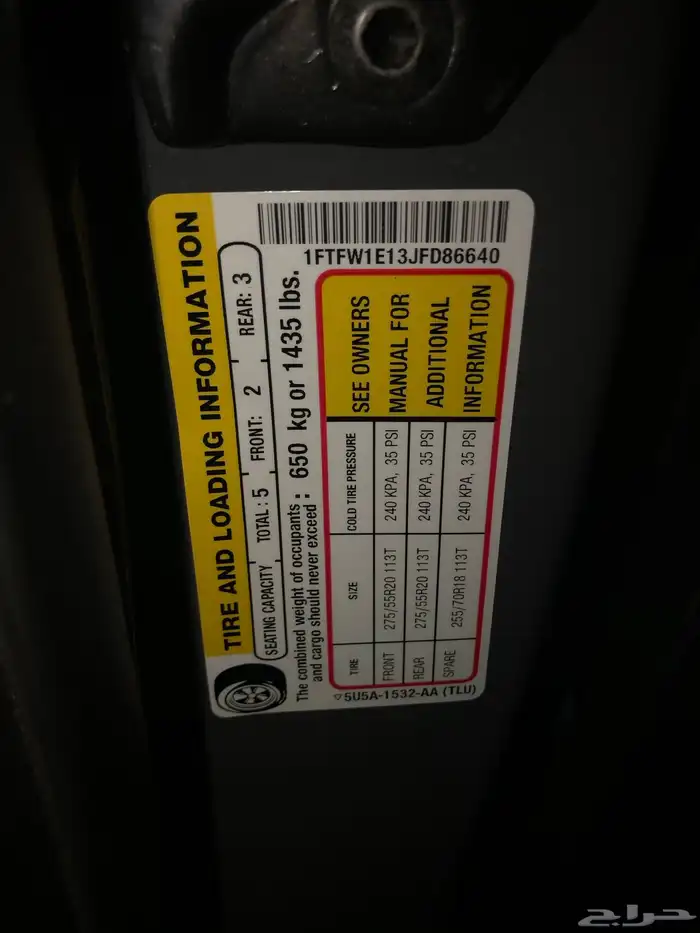 1FTFW1E13JFD86640
TIRE AND LOADING INFORMATION
SEATING CAPACITY TOTAL: 5 FRONT: 2 REAR: 3
The combined weight of occupants
and cargo should never exceed : 650 kg or 1435 lbs.
TIRE SIZE COLD TIRE PRESSURE
FRONT 275/55R20 113T 240 KPA, 35 PSI
REAR 275/55R20 113T 240 KPA, 35 PSI
SPARE 255/70R18 113T 240 KPA, 35 PSI
SEE OWNERS
MANUAL FOR
ADDITIONAL
INFORMATION
5U5A-1532-AA (TLU)
حراج